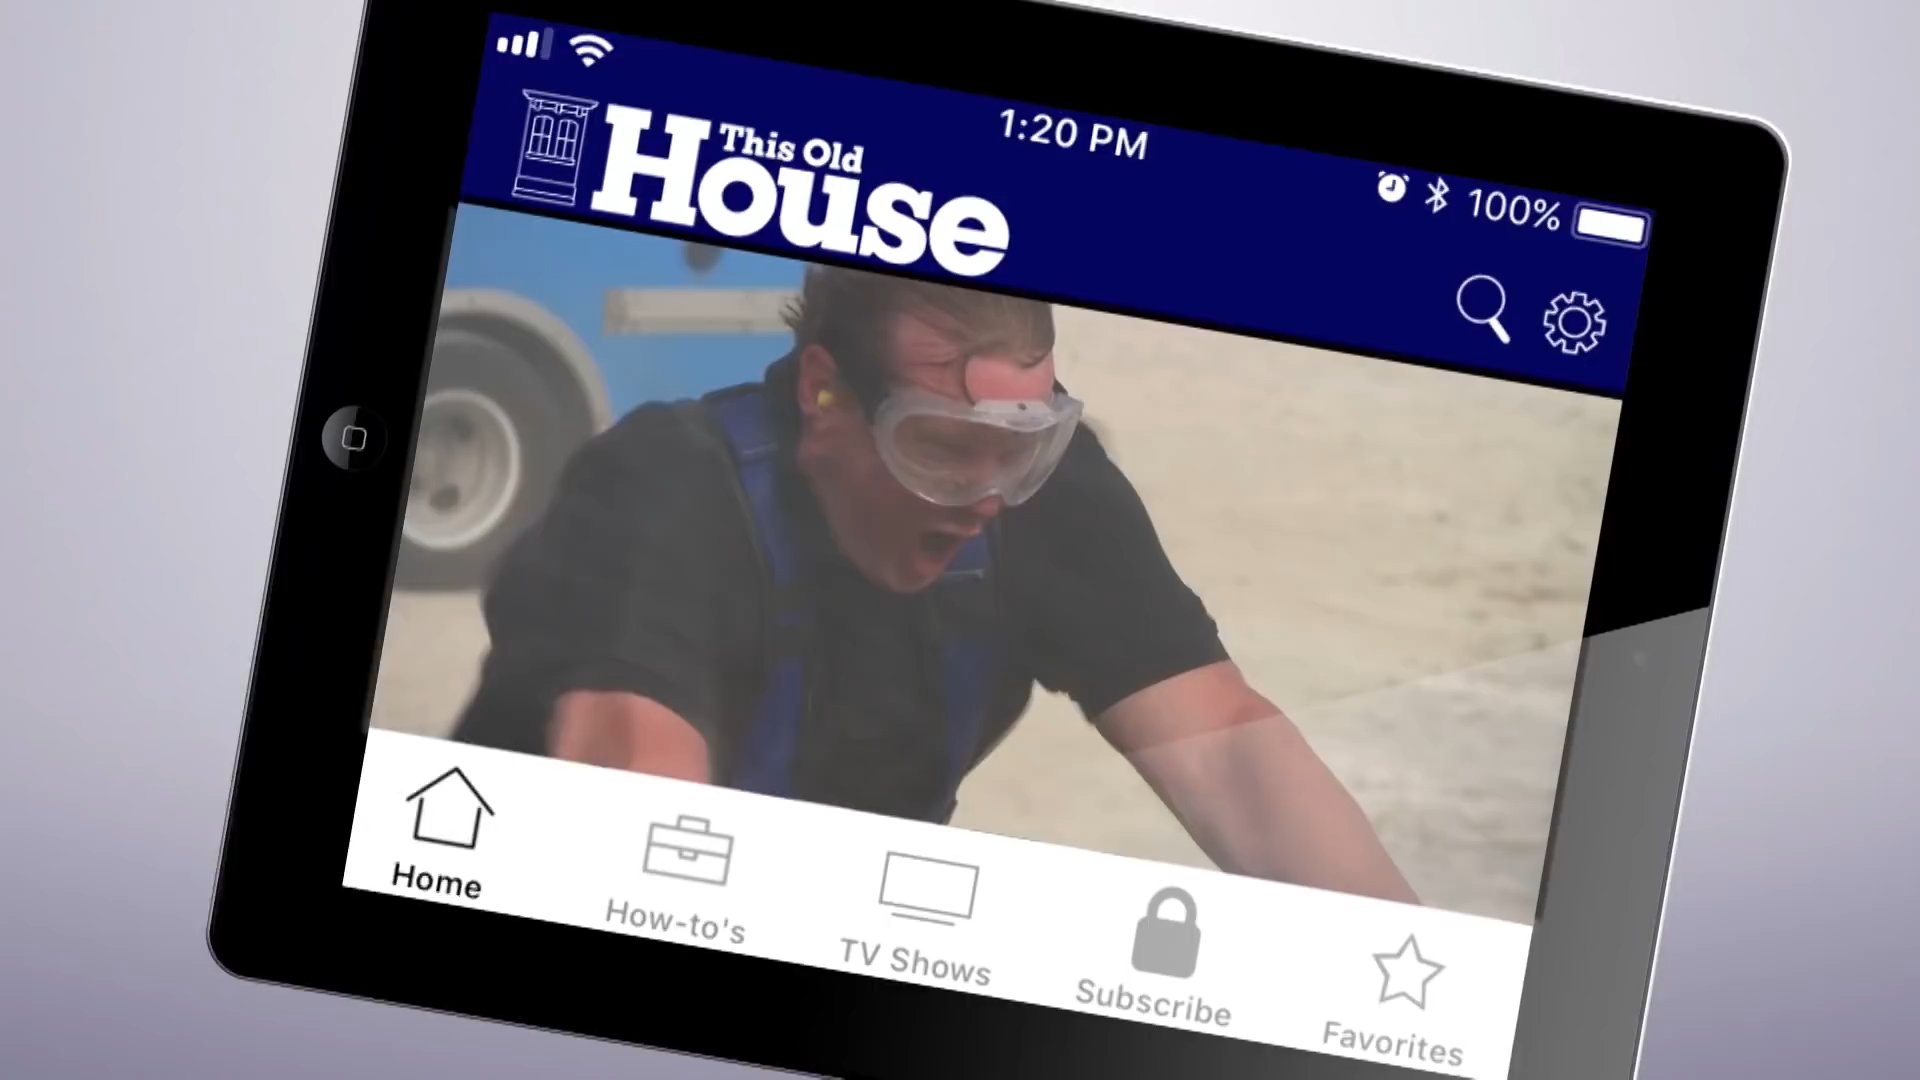 1:20 PM
100%
This Old
House
Home
How-to's
TV Shows
Subscribe
Favorites